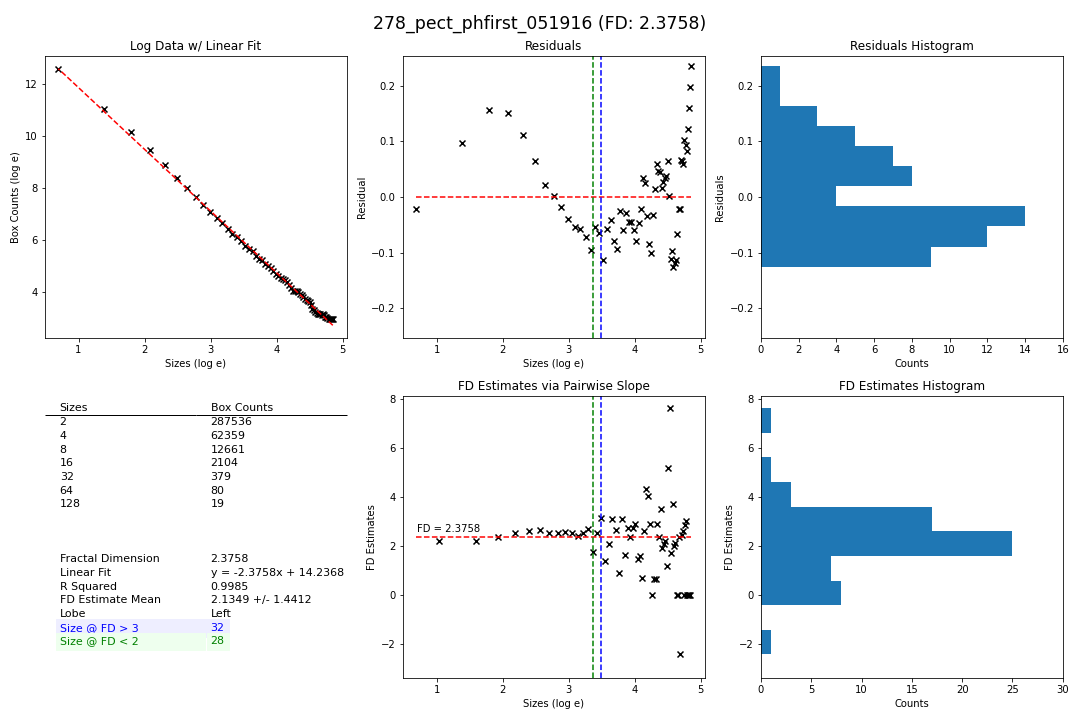 278_pect_phfirst_051916 (FD: 2.3758)
Log Data w/ Linear Fit
Box Counts (log e)
12
10
8
6
4
1 2 3 4 5
Sizes (log e)
Residuals
Residual
0.2
0.1
0.0
−0.1
−0.2
1 2 3 4 5
Sizes (log e)
Residuals Histogram
Residuals
0.2
0.1
0.0
−0.1
−0.2
0 2 4 6 8 10 12 14 16
Counts
Sizes Box Counts
2 287536
4 62359
8 12661
16 2104
32 379
64 80
128 19
Fractal Dimension 2.3758
Linear Fit y = -2.3758x + 14.2368
R Squared 0.9985
FD Estimate Mean 2.1349 +/- 1.4412
Lobe Left
Size @ FD > 3 32
Size @ FD < 2 28
FD Estimates via Pairwise Slope
FD Estimates
8
6
4
2
0
−2
FD = 2.3758
1 2 3 4 5
Sizes (log e)
FD Estimates Histogram
FD Estimates
8
6
4
2
0
−2
0 5 10 15 20 25 30
Counts